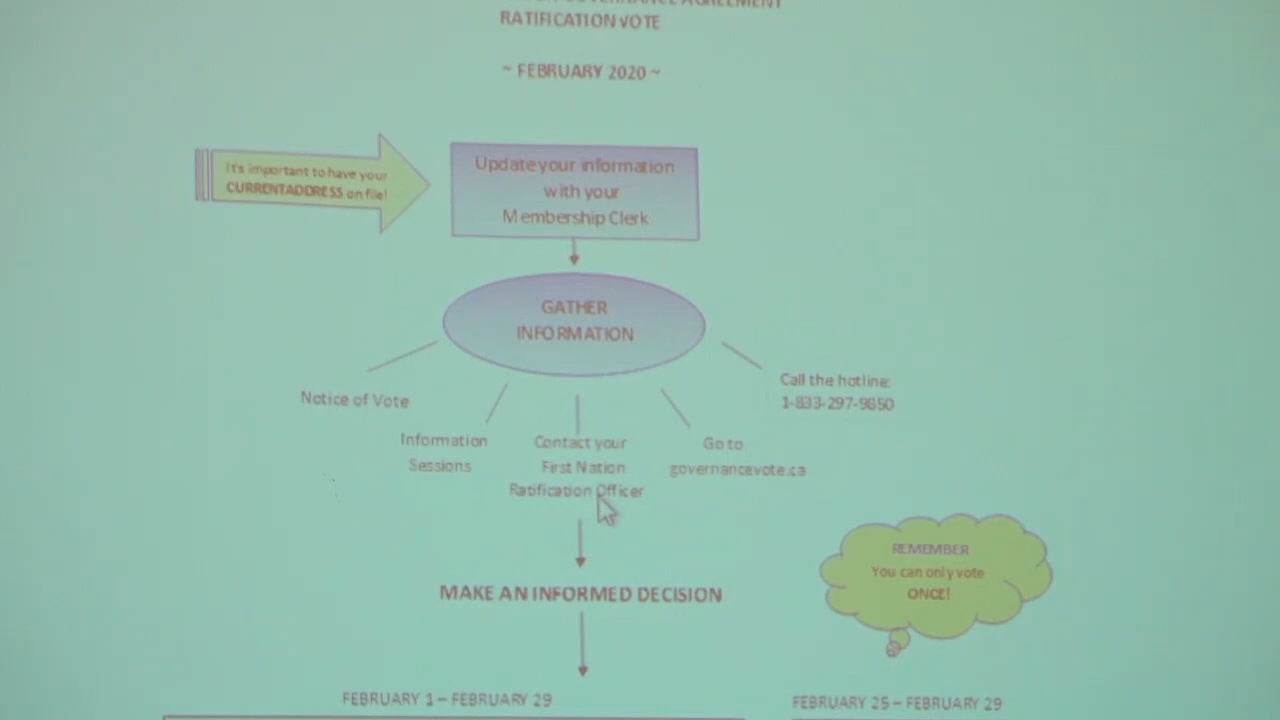 GOVERNANCE AGREEMENT
RATIFICATION VOTE
~ FEBRUARY 2020 ~
It's important to have your
CURRENT ADDRESS on file!
Update your information
with your
Membership Clerk
GATHER
INFORMATION
Notice of Vote
Information
Sessions
Contact your
First Nation
Ratification Officer
Go to
governancevote.ca
Call the hotline:
1-833-297-9850
MAKE AN INFORMED DECISION
REMEMBER
You can only vote
ONCE!
FEBRUARY 1 – FEBRUARY 29
FEBRUARY 25 – FEBRUARY 29